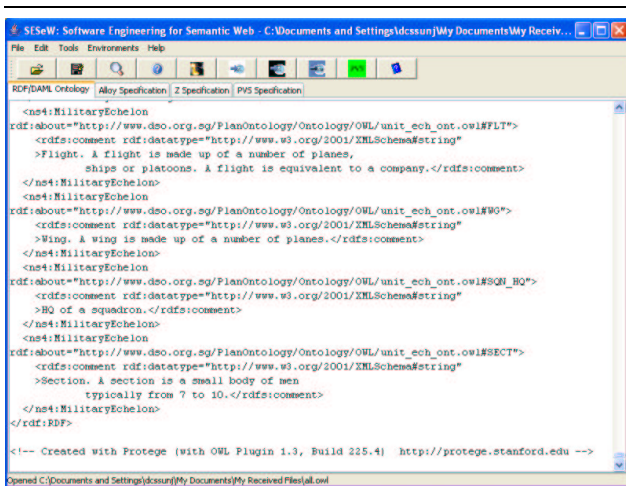 SESeW: Software Engineering for Semantic Web - C:\Documents and Settings\dcssunj\My Documents\My Receiv...
File Edit Tools Environments Help
PVS
RDF/DAML Ontology Alloy Specification Z Specification PVS Specification
<ns4:MilitaryEchelon
rdf:about="http://www.dso.org.sg/PlanOntology/Ontology/OWL/unit_ech_ont.owl#FLT">
<rdfs:comment rdf:datatype="http://www.w3.org/2001/XMLSchema#string"
>Flight. A flight is made up of a number of planes,
ships or platoons. A flight is equivalent to a company.</rdfs:comment>
</ns4:MilitaryEchelon>
<ns4:MilitaryEchelon
rdf:about="http://www.dso.org.sg/PlanOntology/Ontology/OWL/unit_ech_ont.owl#WG">
<rdfs:comment rdf:datatype="http://www.w3.org/2001/XMLSchema#string"
>Wing. A wing is made up of a number of planes.</rdfs:comment>
</ns4:MilitaryEchelon>
<ns4:MilitaryEchelon
rdf:about="http://www.dso.org.sg/PlanOntology/Ontology/OWL/unit_ech_ont.owl#SQN_HQ">
<rdfs:comment rdf:datatype="http://www.w3.org/2001/XMLSchema#string"
>HQ of a squadron.</rdfs:comment>
</ns4:MilitaryEchelon>
<ns4:MilitaryEchelon
rdf:about="http://www.dso.org.sg/PlanOntology/Ontology/OWL/unit_ech_ont.owl#SECT">
<rdfs:comment rdf:datatype="http://www.w3.org/2001/XMLSchema#string"
>Section. A section is a small body of men
typically from 7 to 10.</rdfs:comment>
</ns4:MilitaryEchelon>
</rdf:RDF>
<!-- Created with Protege (with OWL Plugin 1.3, Build 225.4) http://protege.stanford.edu -->
Opened C:\Documents and Settings\dcssunj\My Documents\My Received Files\all.owl